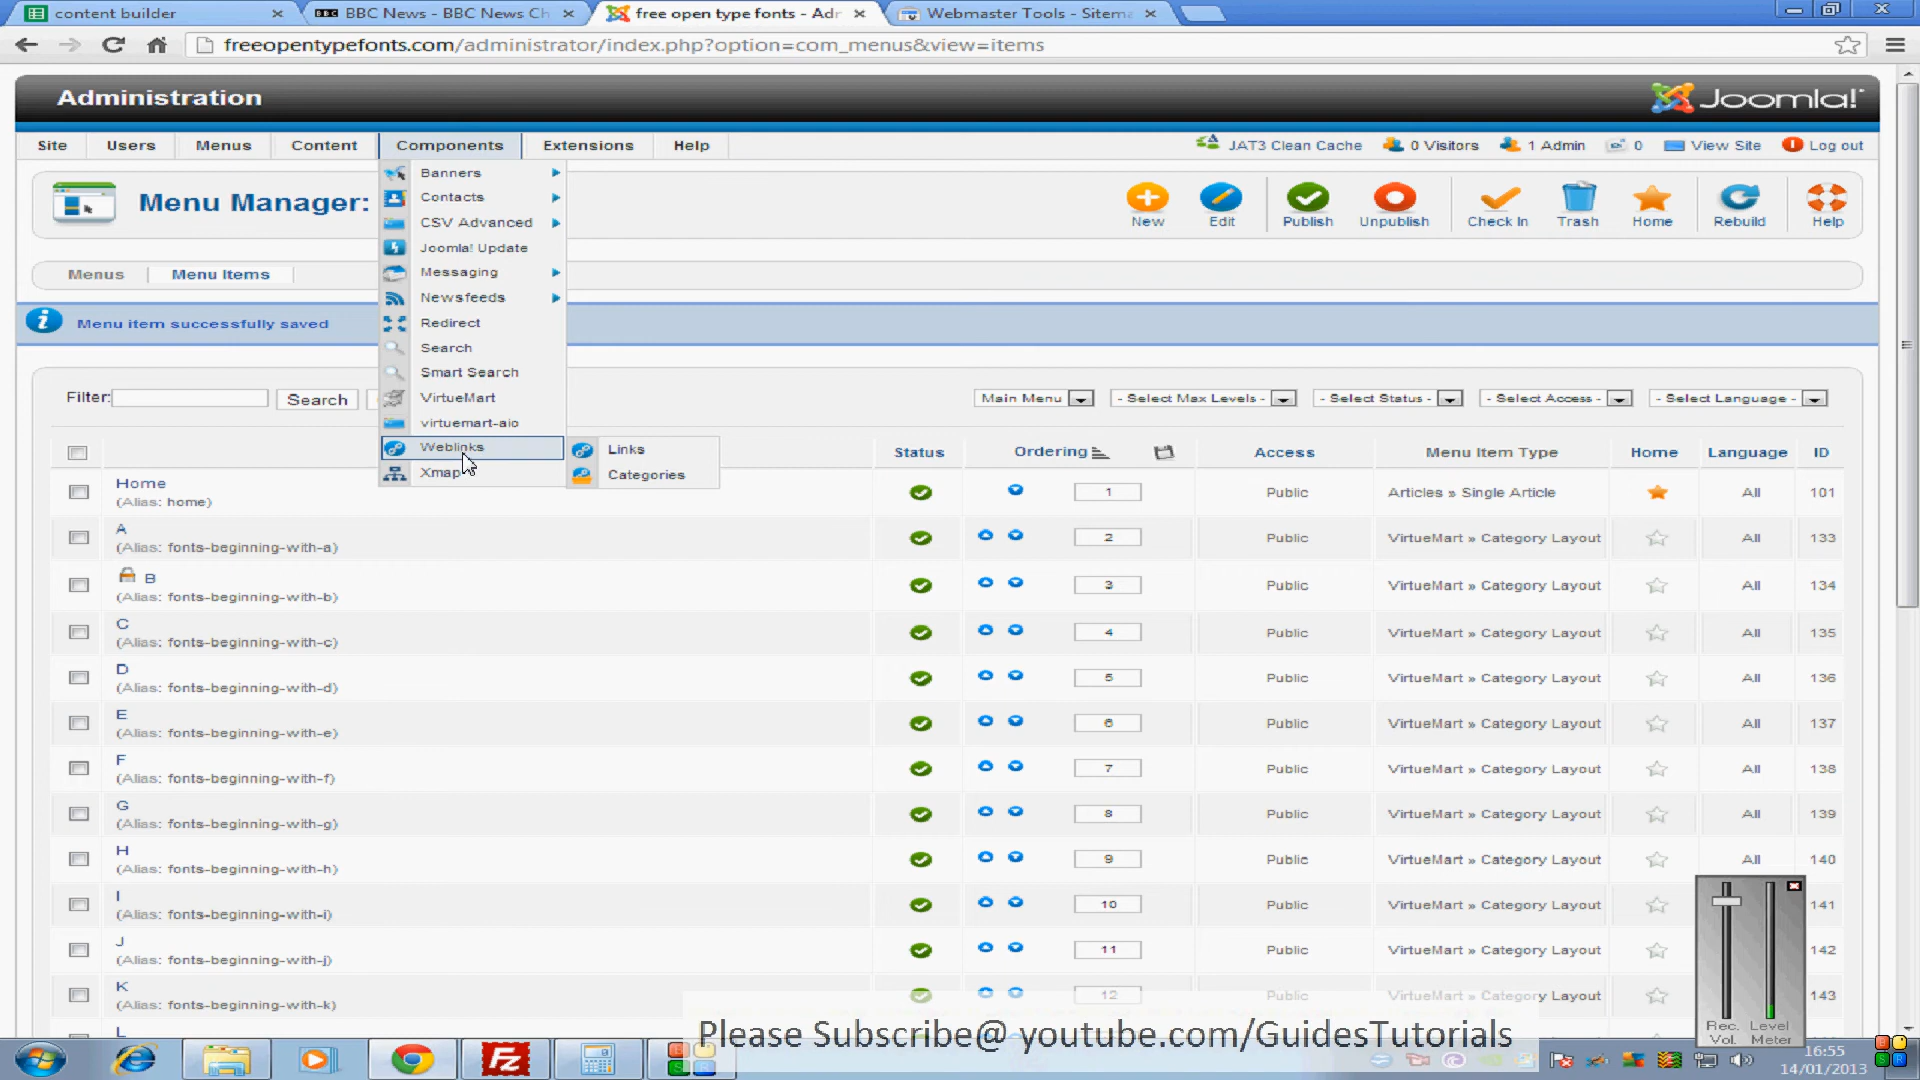 content builder
BBC News - BBC News Ch
free open type fonts - Adr
Webmaster Tools - Sitema
freeopentypefonts.com/administrator/index.php?option=com_menus&view=items
Administration
Joomla!
Site
Users
Menus
Content
Components
Extensions
Help
JAT3 Clean Cache
0 Visitors
1 Admin
0
View Site
Log out
Banners
Contacts
CSV Advanced
Joomla! Update
Messaging
Newsfeeds
Redirect
Search
Smart Search
VirtueMart
virtuemart-aio
Weblinks
Xmap
Links
Categories
Menu Manager:
New
Edit
Publish
Unpublish
Check In
Trash
Home
Rebuild
Help
Menus
Menu Items
Menu item successfully saved
Filter:
Search
Main Menu
- Select Max Levels -
- Select Status -
- Select Access -
- Select Language -
Status
Ordering
Access
Menu Item Type
Home
Language
ID
Home
(Alias: home)
1
Public
Articles » Single Article
All
101
A
(Alias: fonts-beginning-with-a)
2
Public
VirtueMart » Category Layout
All
133
B
(Alias: fonts-beginning-with-b)
3
Public
VirtueMart » Category Layout
All
134
C
(Alias: fonts-beginning-with-c)
4
Public
VirtueMart » Category Layout
All
135
D
(Alias: fonts-beginning-with-d)
5
Public
VirtueMart » Category Layout
All
136
E
(Alias: fonts-beginning-with-e)
6
Public
VirtueMart » Category Layout
All
137
F
(Alias: fonts-beginning-with-f)
7
Public
VirtueMart » Category Layout
All
138
G
(Alias: fonts-beginning-with-g)
8
Public
VirtueMart » Category Layout
All
139
H
(Alias: fonts-beginning-with-h)
9
Public
VirtueMart » Category Layout
All
140
I
(Alias: fonts-beginning-with-i)
10
Public
VirtueMart » Category Layout
141
J
(Alias: fonts-beginning-with-j)
11
Public
VirtueMart » Category Layout
142
K
(Alias: fonts-beginning-with-k)
12
Public
VirtueMart » Category Layout
143
L
Rec. Level
Vol. Meter
Please Subscribe@ youtube.com/GuidesTutorials
16:55
14/01/2013